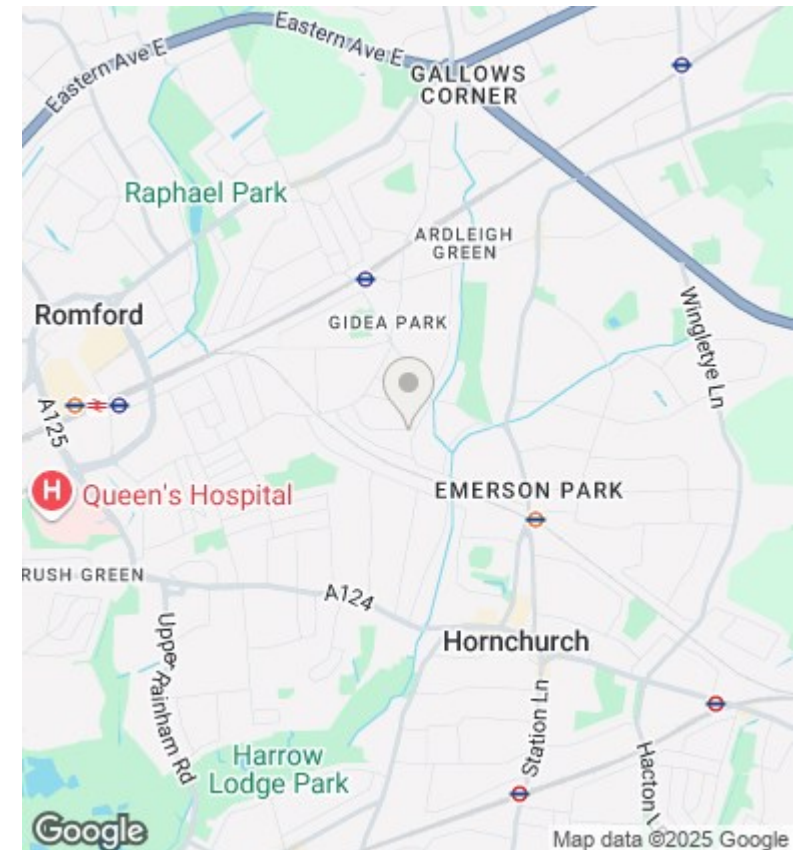 Eastern Ave E
Eastern Ave E
GALLOWS
CORNER
Raphael Park
ARDLEIGH
GREEN
Romford
GIDEA PARK
Wingletye Ln
A125
H
Queen's Hospital
EMERSON PARK
RUSH GREEN
A124
Upper Rainham Rd
Hornchurch
Station Ln
Harrow
Lodge Park
Google
Map data ©2025 Google